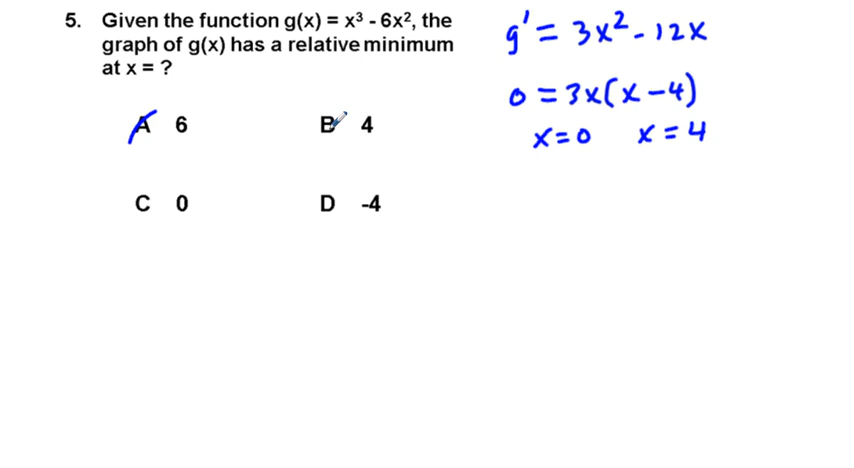 5. Given the function g(x) = x³ - 6x², the
graph of g(x) has a relative minimum
at x = ?
A 6
B 4
C 0
D -4
g' = 3x² - 12x
0 = 3x(x - 4)
x = 0 x = 4